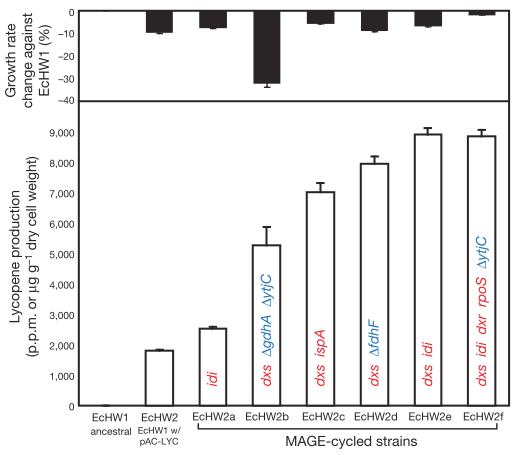 Growth rate
change against
EcHW1 (%)
0
−10
−20
−30
−40
Lycopene production
(p.p.m. or µg g⁻¹ dry cell weight)
9,000
8,000
7,000
6,000
5,000
4,000
3,000
2,000
1,000
0
idi
dxs ΔgdhA ΔytjC
dxs ispA
dxs ΔfdhF
dxs idi
dxs idi dxr rpoS ΔytjC
EcHW1
ancestral
EcHW2
EcHW1 w/
pAC-LYC
EcHW2a
EcHW2b
EcHW2c
EcHW2d
EcHW2e
EcHW2f
MAGE-cycled strains